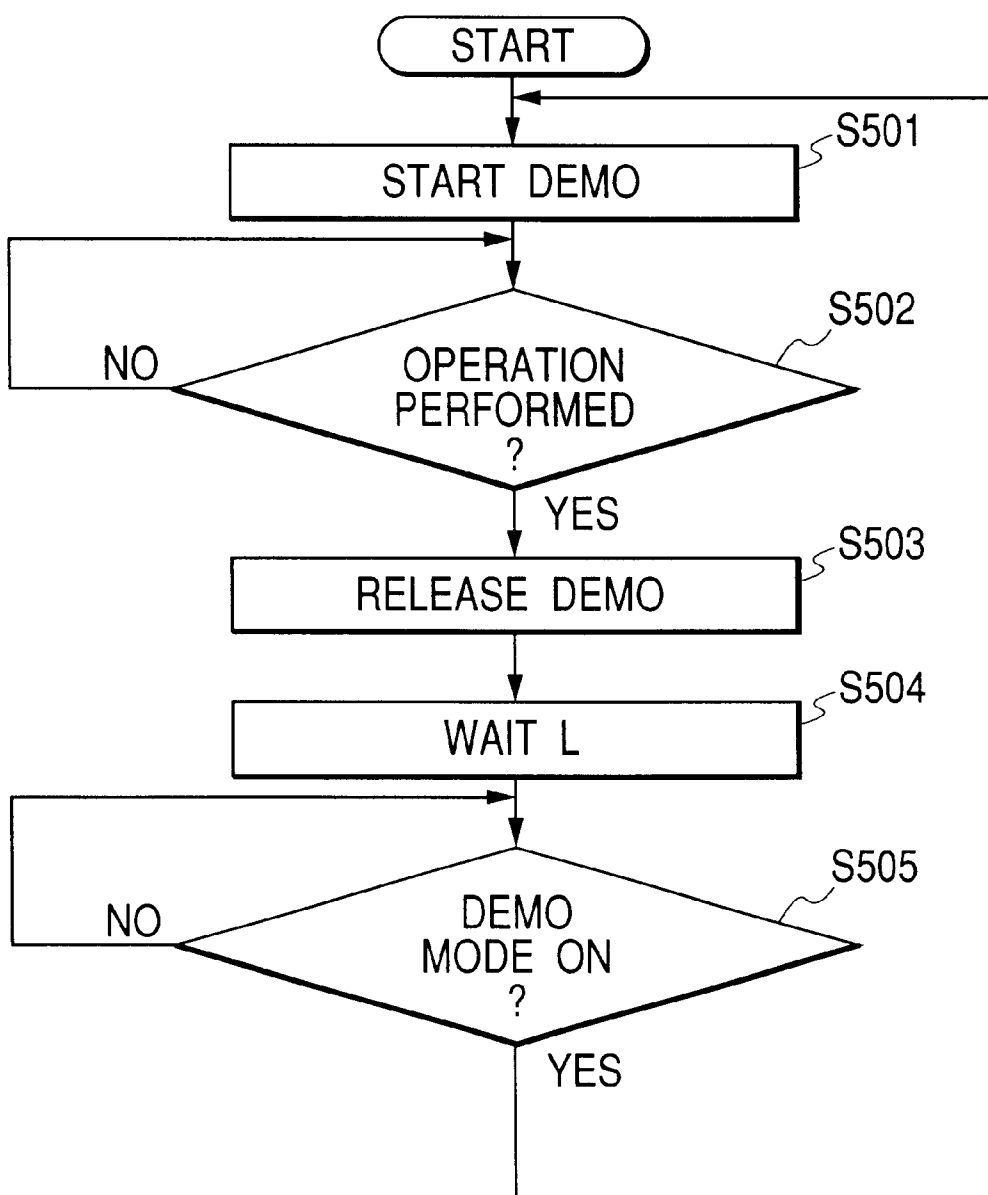 START
S501
START DEMO
S502
NO
OPERATION
PERFORMED
?
YES
S503
RELEASE DEMO
S504
WAIT L
S505
NO
DEMO
MODE ON
?
YES